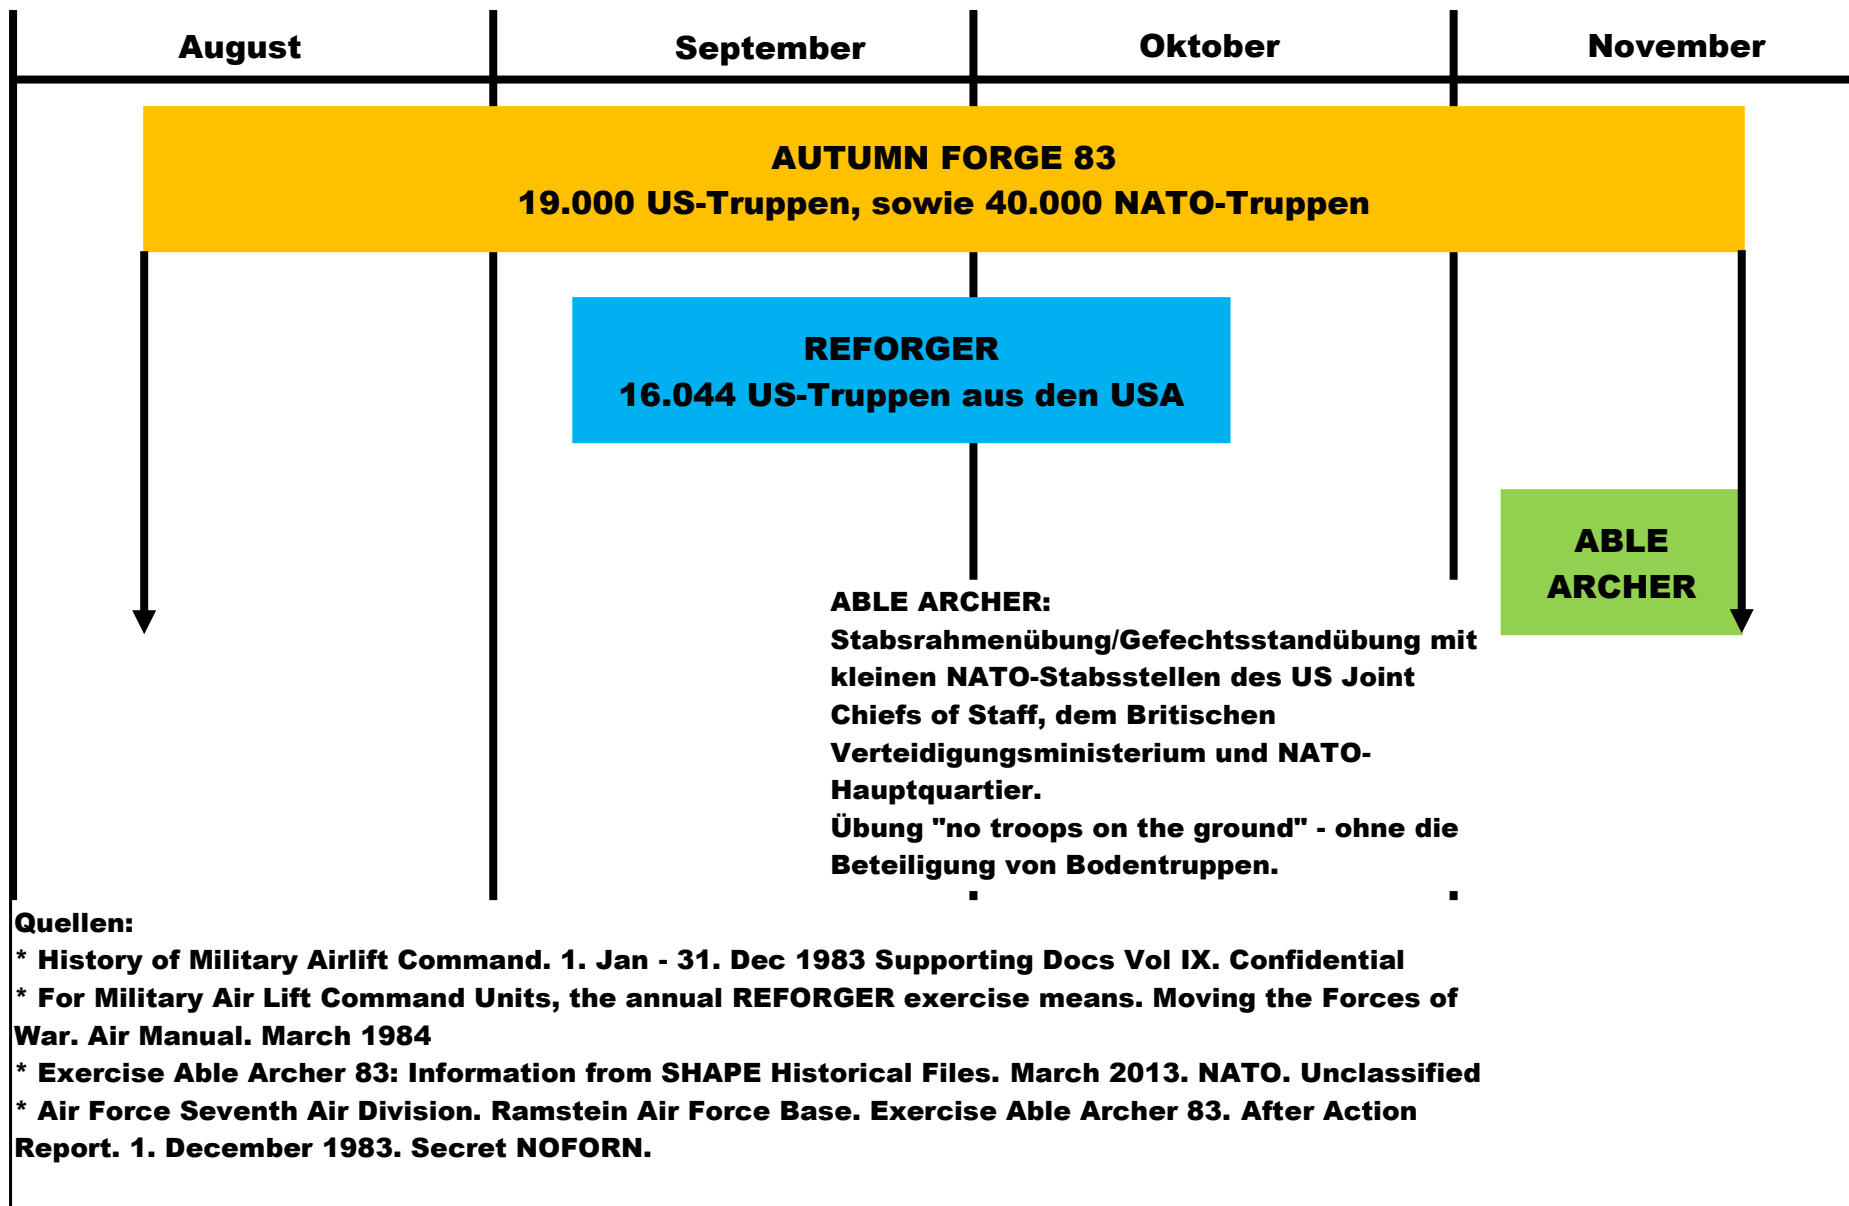 August
September
Oktober
November
AUTUMN FORGE 83
19.000 US-Truppen, sowie 40.000 NATO-Truppen
REFORGER
16.044 US-Truppen aus den USA
ABLE
ARCHER
ABLE ARCHER:
Stabsrahmenübung/Gefechtsstandübung mit
kleinen NATO-Stabsstellen des US Joint
Chiefs of Staff, dem Britischen
Verteidigungsministerium und NATO-
Hauptquartier.
Übung "no troops on the ground" - ohne die
Beteiligung von Bodentruppen.
Quellen:
* History of Military Airlift Command. 1. Jan - 31. Dec 1983 Supporting Docs Vol IX. Confidential
* For Military Air Lift Command Units, the annual REFORGER exercise means. Moving the Forces of
War. Air Manual. March 1984
* Exercise Able Archer 83: Information from SHAPE Historical Files. March 2013. NATO. Unclassified
* Air Force Seventh Air Division. Ramstein Air Force Base. Exercise Able Archer 83. After Action
Report. 1. December 1983. Secret NOFORN.